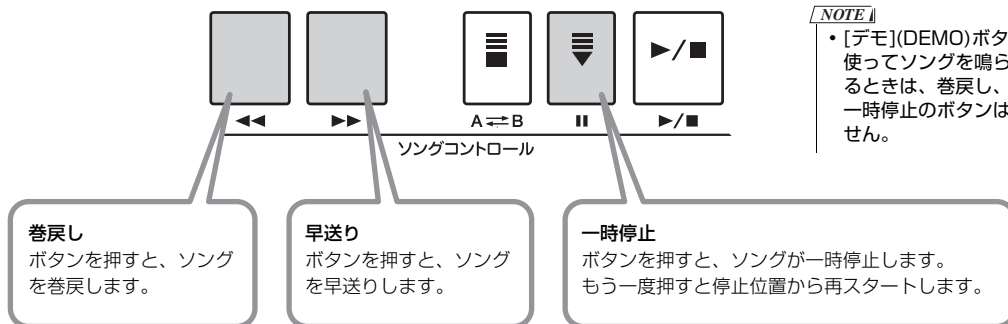 NOTE
• [デモ](DEMO)ボタ
使ってソングを鳴ら
るときは、巻戻し、
一時停止のボタンは
せん。
►/■
◄◄ ►► A⇄B II ►/■
ソングコントロール
巻戻し
ボタンを押すと、ソング
を巻戻します。
早送り
ボタンを押すと、ソング
を早送りします。
一時停止
ボタンを押すと、ソングが一時停止します。
もう一度押すと停止位置から再スタートします。